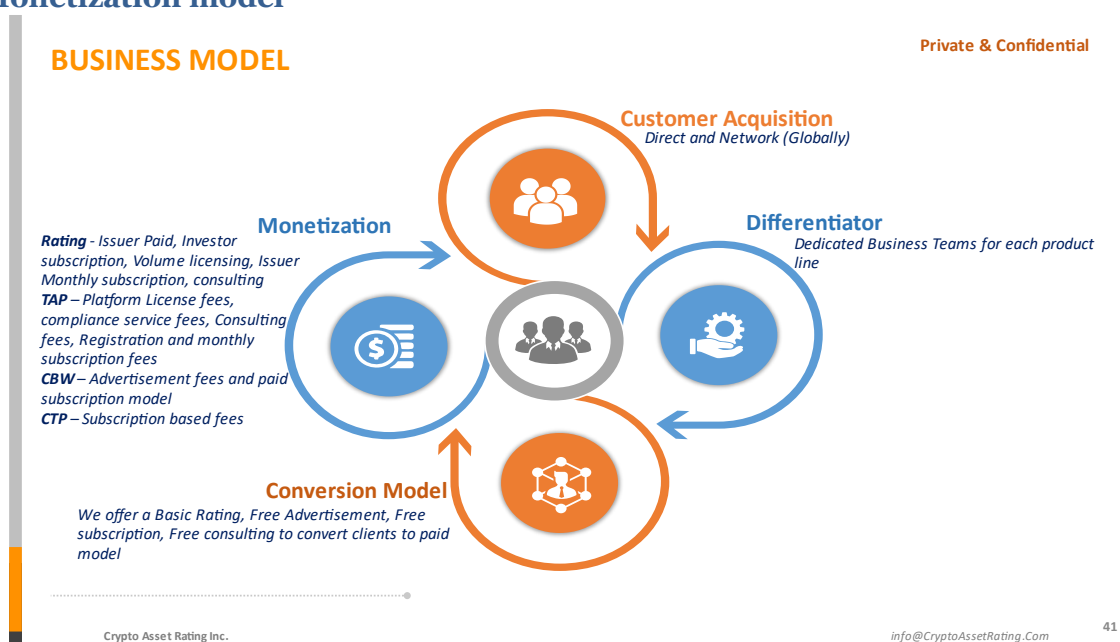 onetization model
BUSINESS MODEL
Private & Confidential
Customer Acquisition
Direct and Network (Globally)
Monetization
Rating - Issuer Paid, Investor
subscription, Volume licensing, Issuer
Monthly subscription, consulting
TAP – Platform License fees,
compliance service fees, Consulting
fees, Registration and monthly
subscription fees
CBW – Advertisement fees and paid
subscription model
CTP – Subscription based fees
Differentiator
Dedicated Business Teams for each product
line
Conversion Model
We offer a Basic Rating, Free Advertisement, Free
subscription, Free consulting to convert clients to paid
model
Crypto Asset Rating Inc.
info@CryptoAssetRating.Com
41